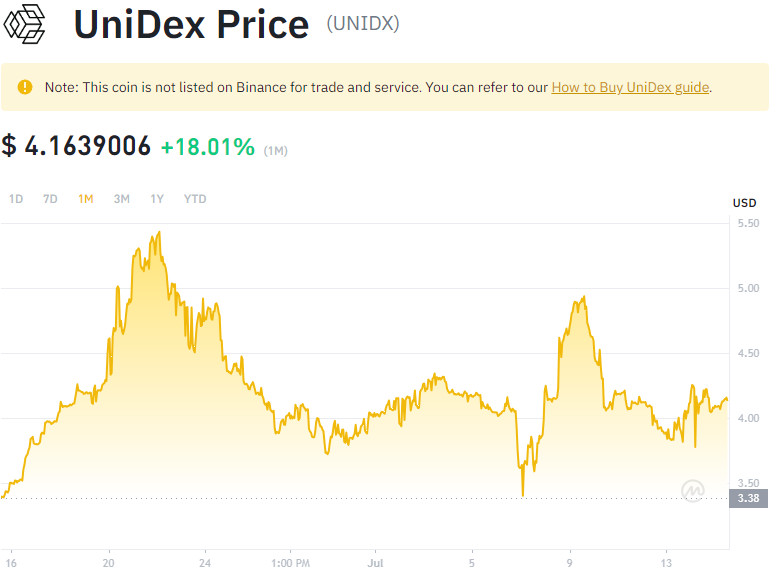 UniDex Price (UNIDX)
Note: This coin is not listed on Binance for trade and service. You can refer to our How to Buy UniDex guide.
$ 4.1639006 +18.01% (1M)
1D 7D 1M 3M 1Y YTD
USD
5.50
5.00
4.50
4.00
3.50
3.38
16 20 24 1:00 PM Jul 5 9 13